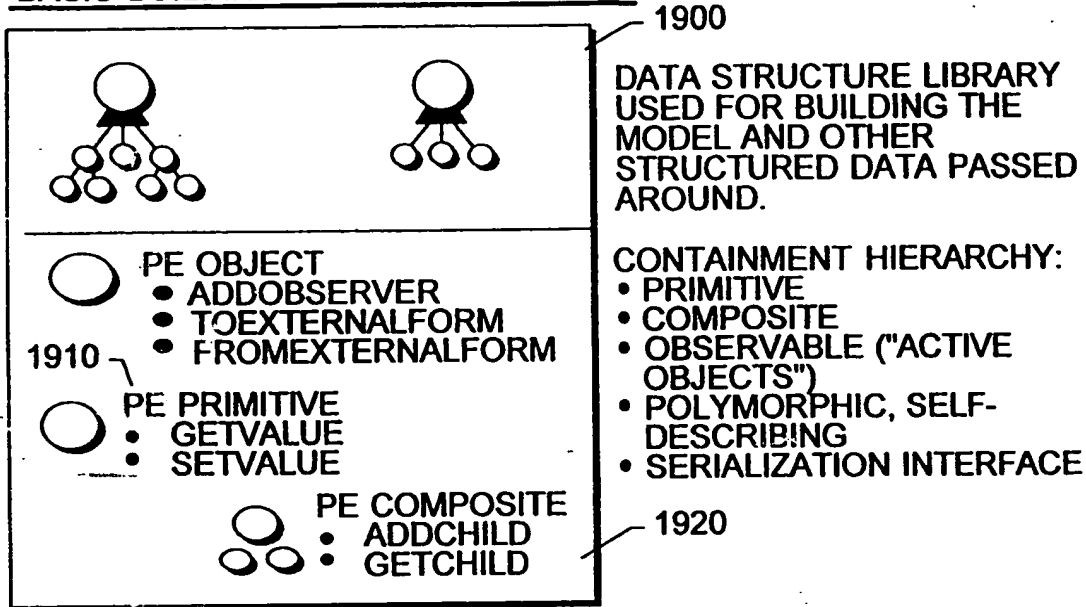 1900
DATA STRUCTURE LIBRARY
USED FOR BUILDING THE
MODEL AND OTHER
STRUCTURED DATA PASSED
AROUND.
PE OBJECT
• ADDOBSERVER
• TOEXTERNALFORM
• FROMEXTERNALFORM
1910
PE PRIMITIVE
• GETVALUE
• SETVALUE
PE COMPOSITE
• ADDCHILD
• GETCHILD
CONTAINMENT HIERARCHY:
• PRIMITIVE
• COMPOSITE
• OBSERVABLE ("ACTIVE
OBJECTS")
• POLYMORPHIC, SELF-
DESCRIBING
• SERIALIZATION INTERFACE
1920